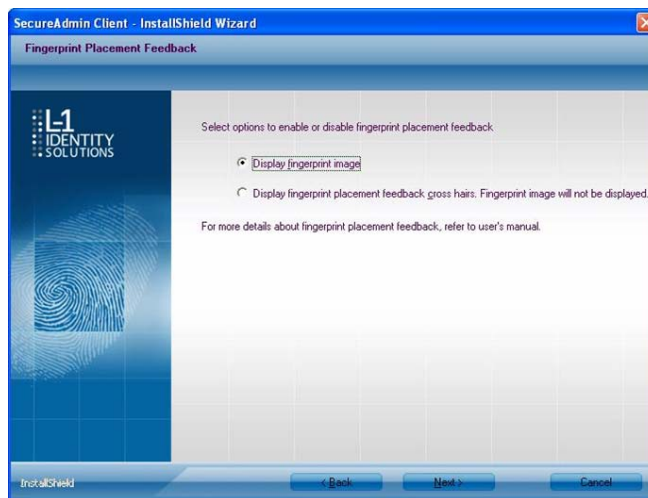 SecureAdmin Client - InstallShield Wizard
Fingerprint Placement Feedback
L-1
IDENTITY
SOLUTIONS
Select options to enable or disable fingerprint placement feedback
Display fingerprint image
Display fingerprint placement feedback cross hairs. Fingerprint image will not be displayed.
For more details about fingerprint placement feedback, refer to user's manual.
InstallShield
< Back
Next >
Cancel